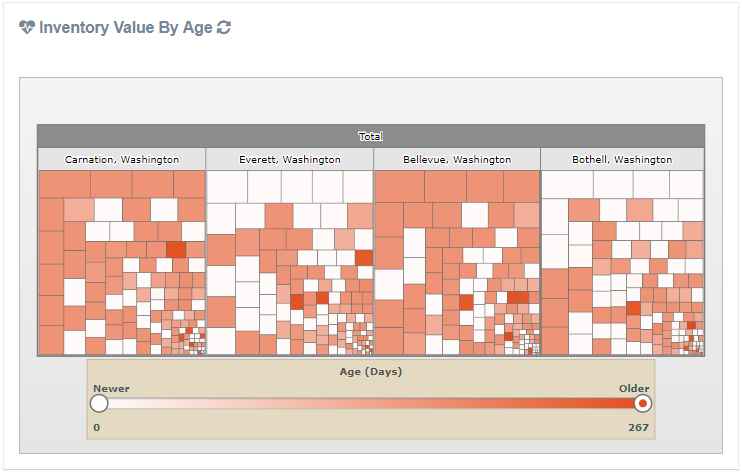 Inventory Value By Age
Total
Carnation, Washington Everett, Washington Bellevue, Washington Bothell, Washington
Age (Days)
Newer Older
0 267